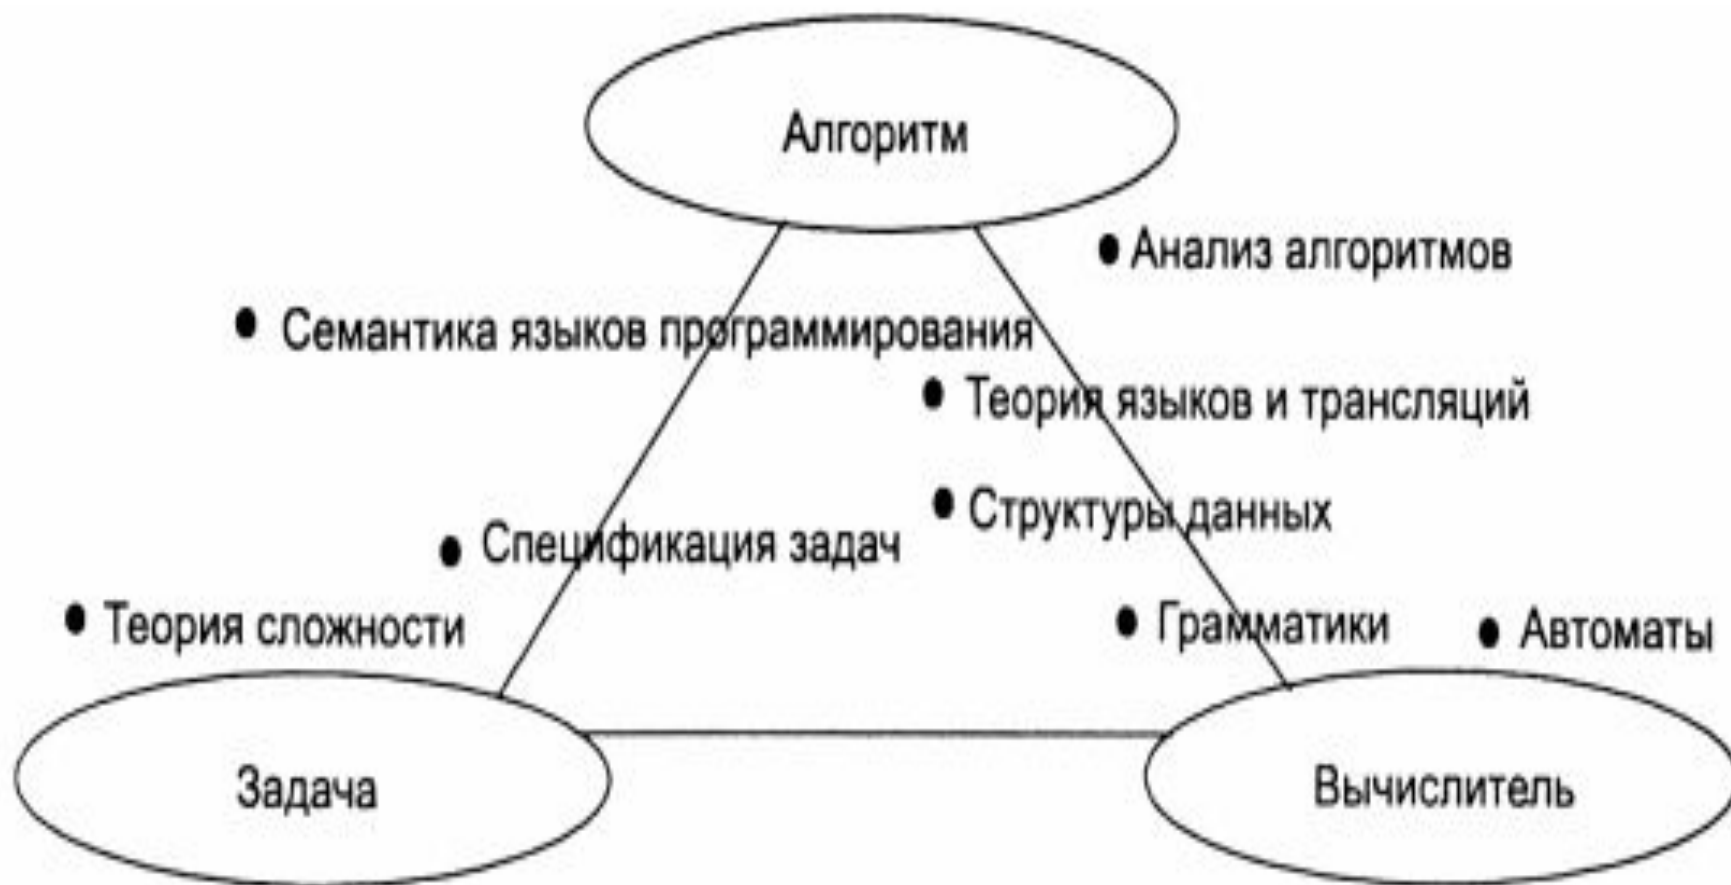 Алгоритм
• Анализ алгоритмов
• Семантика языков программирования
• Теория языков и трансляций
• Структуры данных
• Спецификация задач
• Теория сложности
• Грамматики
• Автоматы
Задача
Вычислитель